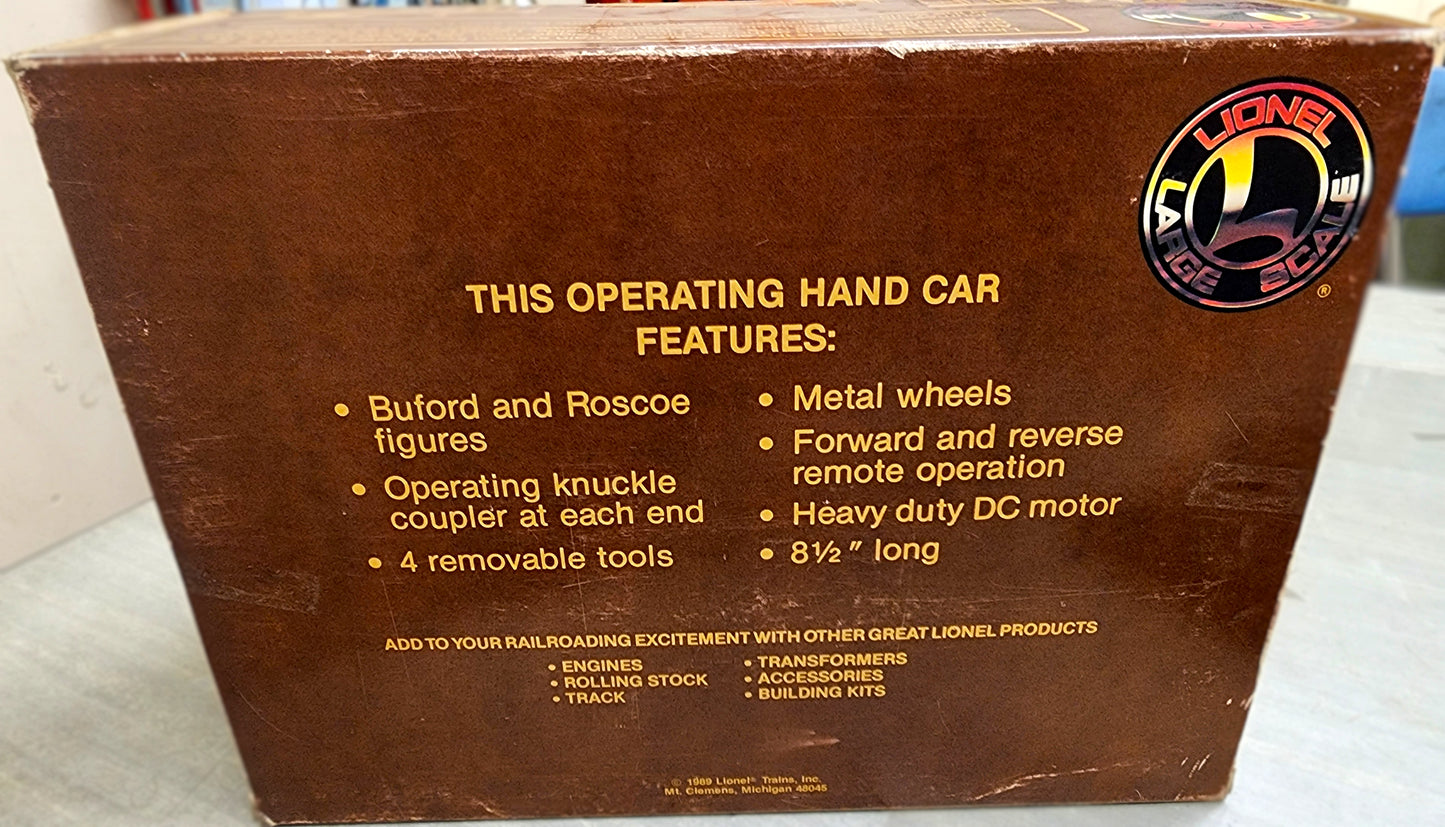 LIONEL
LARGE SCALE
®
THIS OPERATING HAND CAR
FEATURES:
• Buford and Roscoe
figures
• Operating knuckle
coupler at each end
• 4 removable tools
• Metal wheels
• Forward and reverse
remote operation
• Heavy duty DC motor
• 8½" long
ADD TO YOUR RAILROADING EXCITEMENT WITH OTHER GREAT LIONEL PRODUCTS
• ENGINES
• ROLLING STOCK
• TRACK
• TRANSFORMERS
• ACCESSORIES
• BUILDING KITS
© 1989 Lionel® Trains, Inc.
Mt. Clemens, Michigan 48045